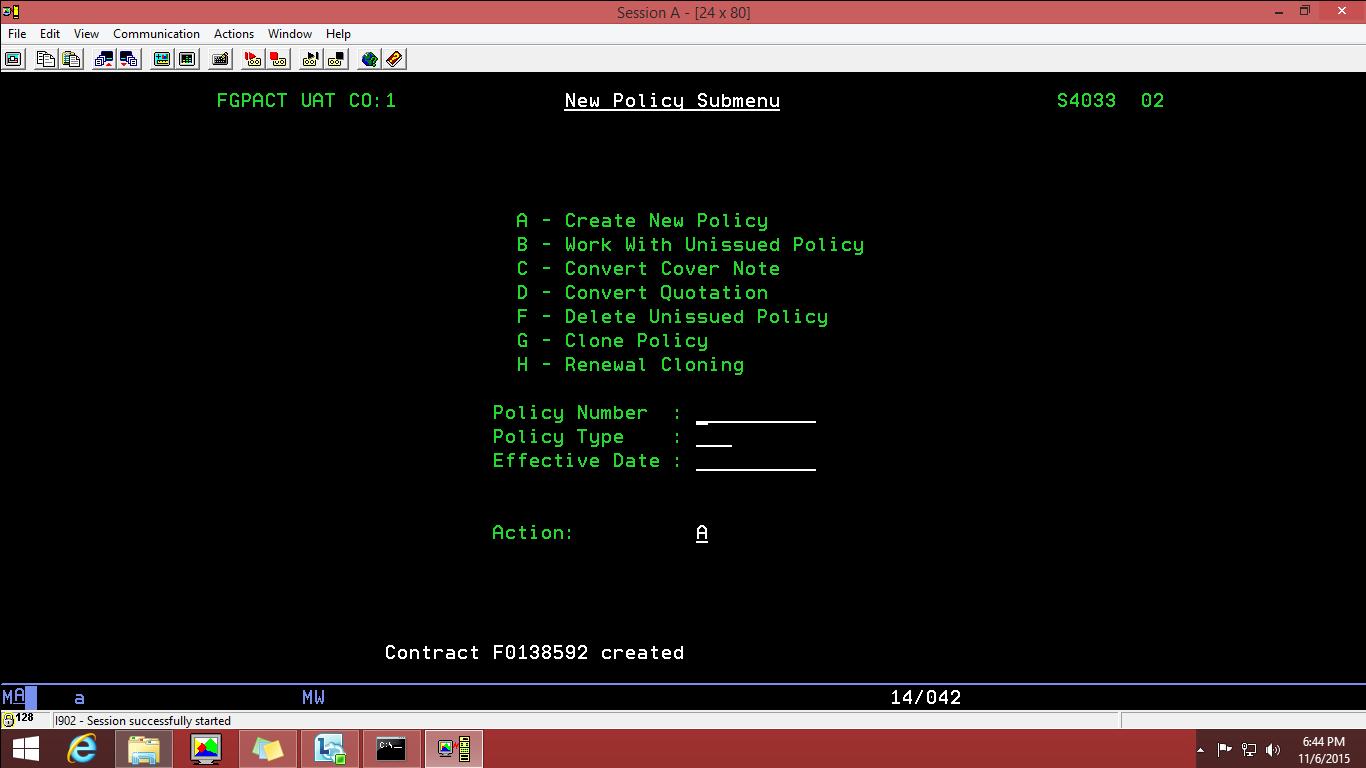 Session A - [24 x 80]
File Edit View Communication Actions Window Help
FGPACT UAT CO:1 New Policy Submenu S4033 02
A - Create New Policy
B - Work With Unissued Policy
C - Convert Cover Note
D - Convert Quotation
F - Delete Unissued Policy
G - Clone Policy
H - Renewal Cloning
Policy Number :
Policy Type :
Effective Date :
Action: A
Contract F0138592 created
MA a MW 14/042
128 I902 - Session successfully started
C:\
6:44 PM
11/6/2015